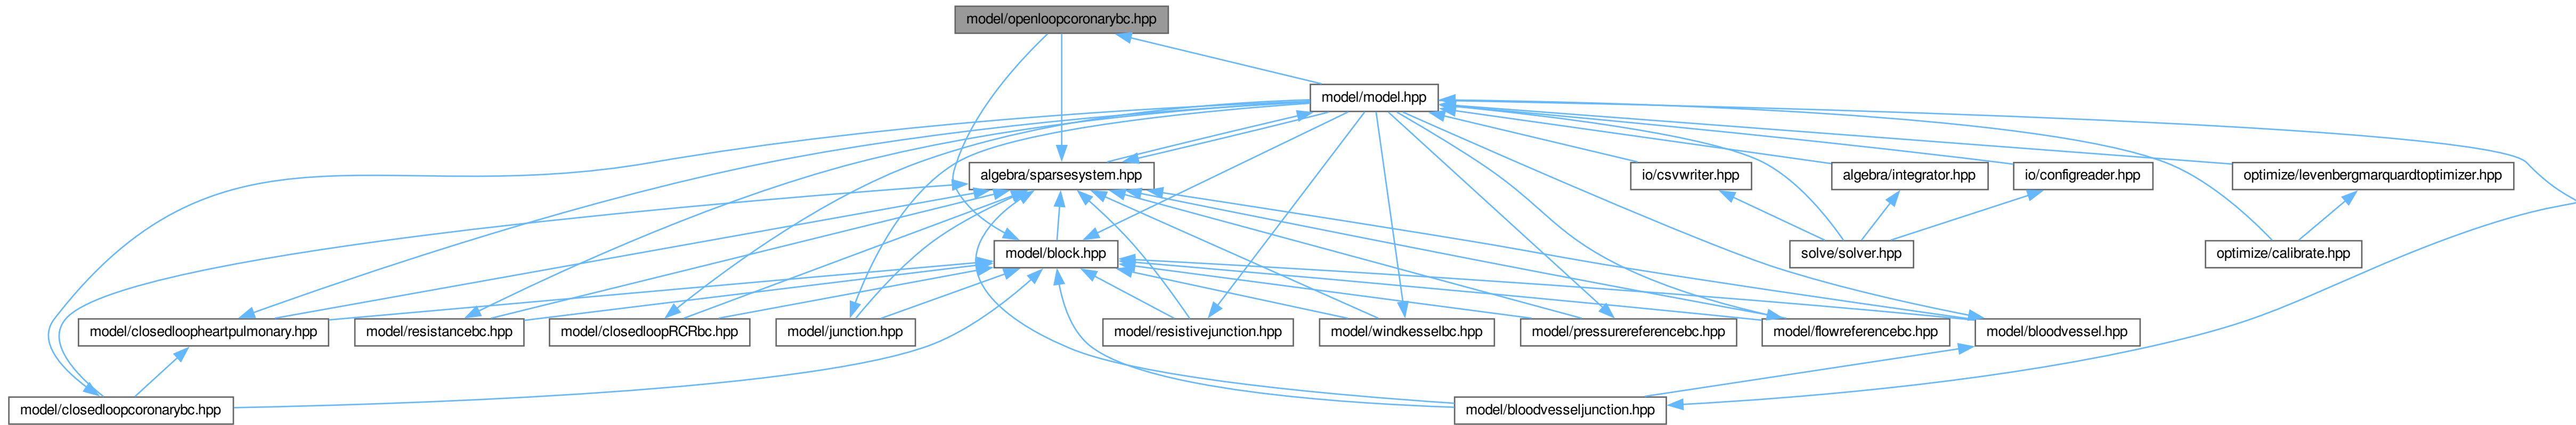 model/openloopcoronarybc.hpp
model/model.hpp
algebra/sparsesystem.hpp
io/csvwriter.hpp
algebra/integrator.hpp
io/configreader.hpp
optimize/levenbergmarquardtoptimizer.hpp
model/block.hpp
solve/solver.hpp
optimize/calibrate.hpp
model/closedloopheartpulmonary.hpp
model/resistancebc.hpp
model/closedloopRCRbc.hpp
model/junction.hpp
model/resistivejunction.hpp
model/windkesselbc.hpp
model/pressurereferencebc.hpp
model/flowreferencebc.hpp
model/bloodvessel.hpp
model/closedloopcoronarybc.hpp
model/bloodvesseljunction.hpp